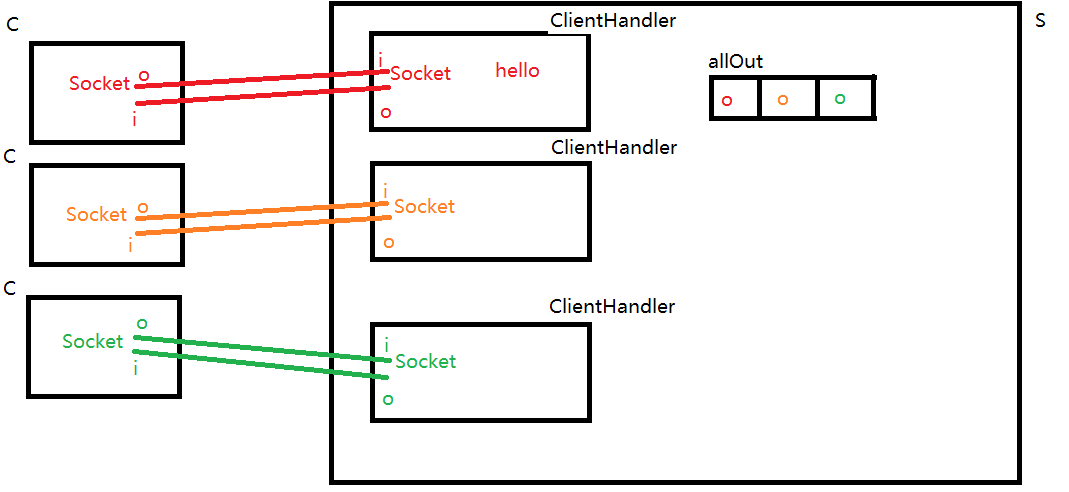 C
Socket
o
i
C
Socket
o
i
C
Socket
o
i
S
ClientHandler
i
Socket
hello
o
ClientHandler
i
Socket
o
ClientHandler
i
Socket
o
allOut
o o o